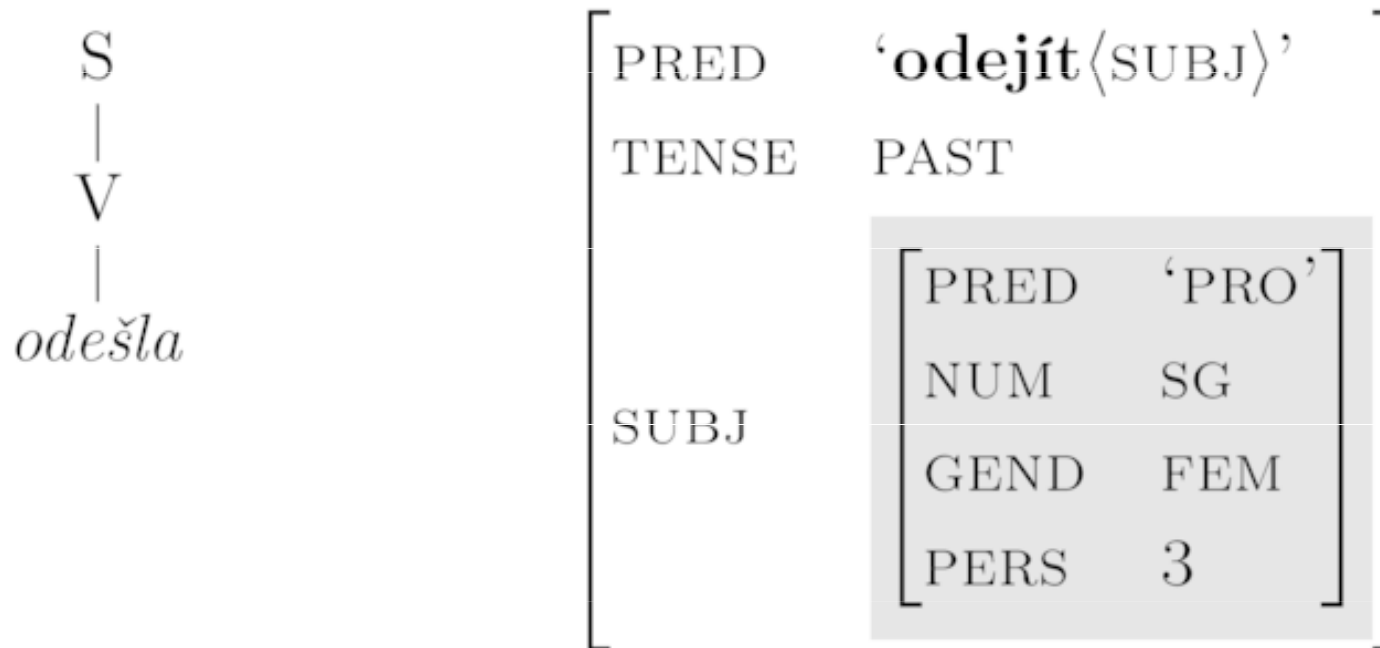 S
V
odešla
PRED ‘odejít⟨SUBJ⟩’
TENSE PAST
SUBJ
PRED ‘PRO’
NUM SG
GEND FEM
PERS 3